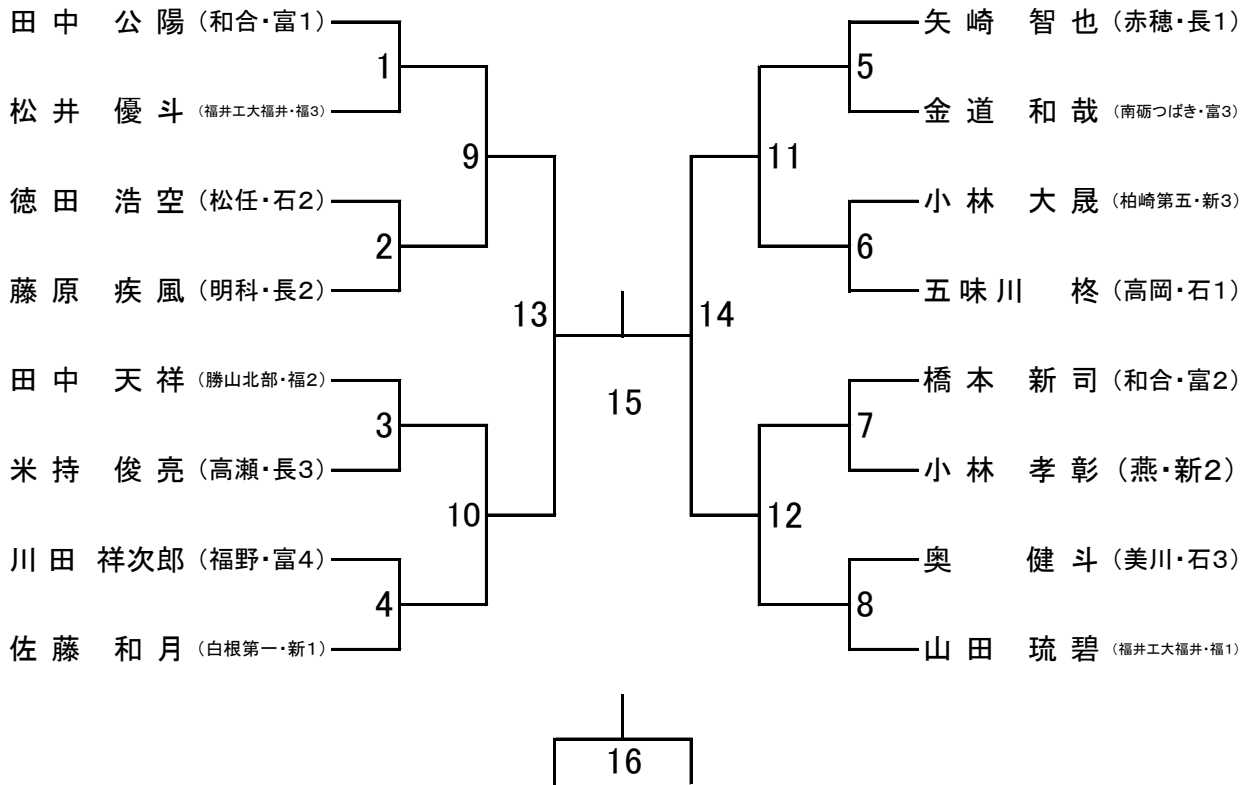 田中 公陽 (和合・富1)
1
松井 優斗 (福井工大福井・福3)
9
徳田 浩空 (松任・石2)
2
藤原 疾風 (明科・長2)
13
田中 天祥 (勝山北部・福2)
3
米持 俊亮 (高瀬・長3)
10
川田 祥次郎 (福野・富4)
4
佐藤 和月 (白根第一・新1)
15
矢崎 智也 (赤穂・長1)
5
金道 和哉 (南砺つばき・富3)
11
小林 大晟 (柏崎第五・新3)
6
五味川 柊 (高岡・石1)
14
橋本 新司 (和合・富2)
7
小林 孝彰 (燕・新2)
12
奥 健斗 (美川・石3)
8
山田 琉碧 (福井工大福井・福1)
16